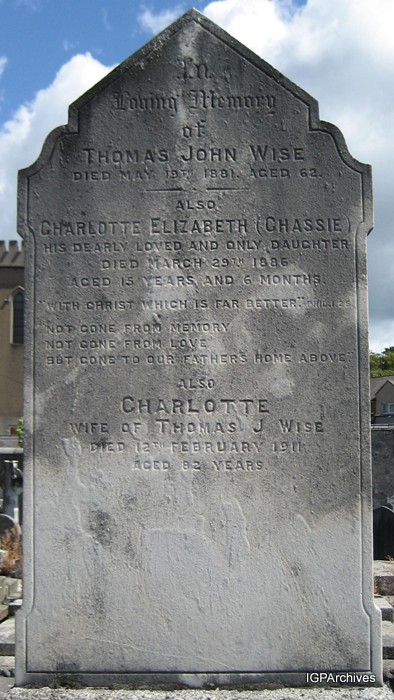 In
Loving Memory
of
THOMAS JOHN WISE
DIED MAY 19TH 1881. AGED 62.
ALSO
CHARLOTTE ELIZABETH (CHASSIE)
HIS DEARLY LOVED AND ONLY DAUGHTER
DIED MARCH 29TH 1886
AGED 15 YEARS AND 6 MONTHS.
"WITH CHRIST WHICH IS FAR BETTER" PHIL. I. 23.
"NOT GONE FROM MEMORY
NOT GONE FROM LOVE
BUT GONE TO OUR FATHER'S HOME ABOVE"
ALSO
CHARLOTTE
WIFE OF THOMAS J WISE
DIED 12TH FEBRUARY 1911
AGED 82 YEARS
IGPArchives